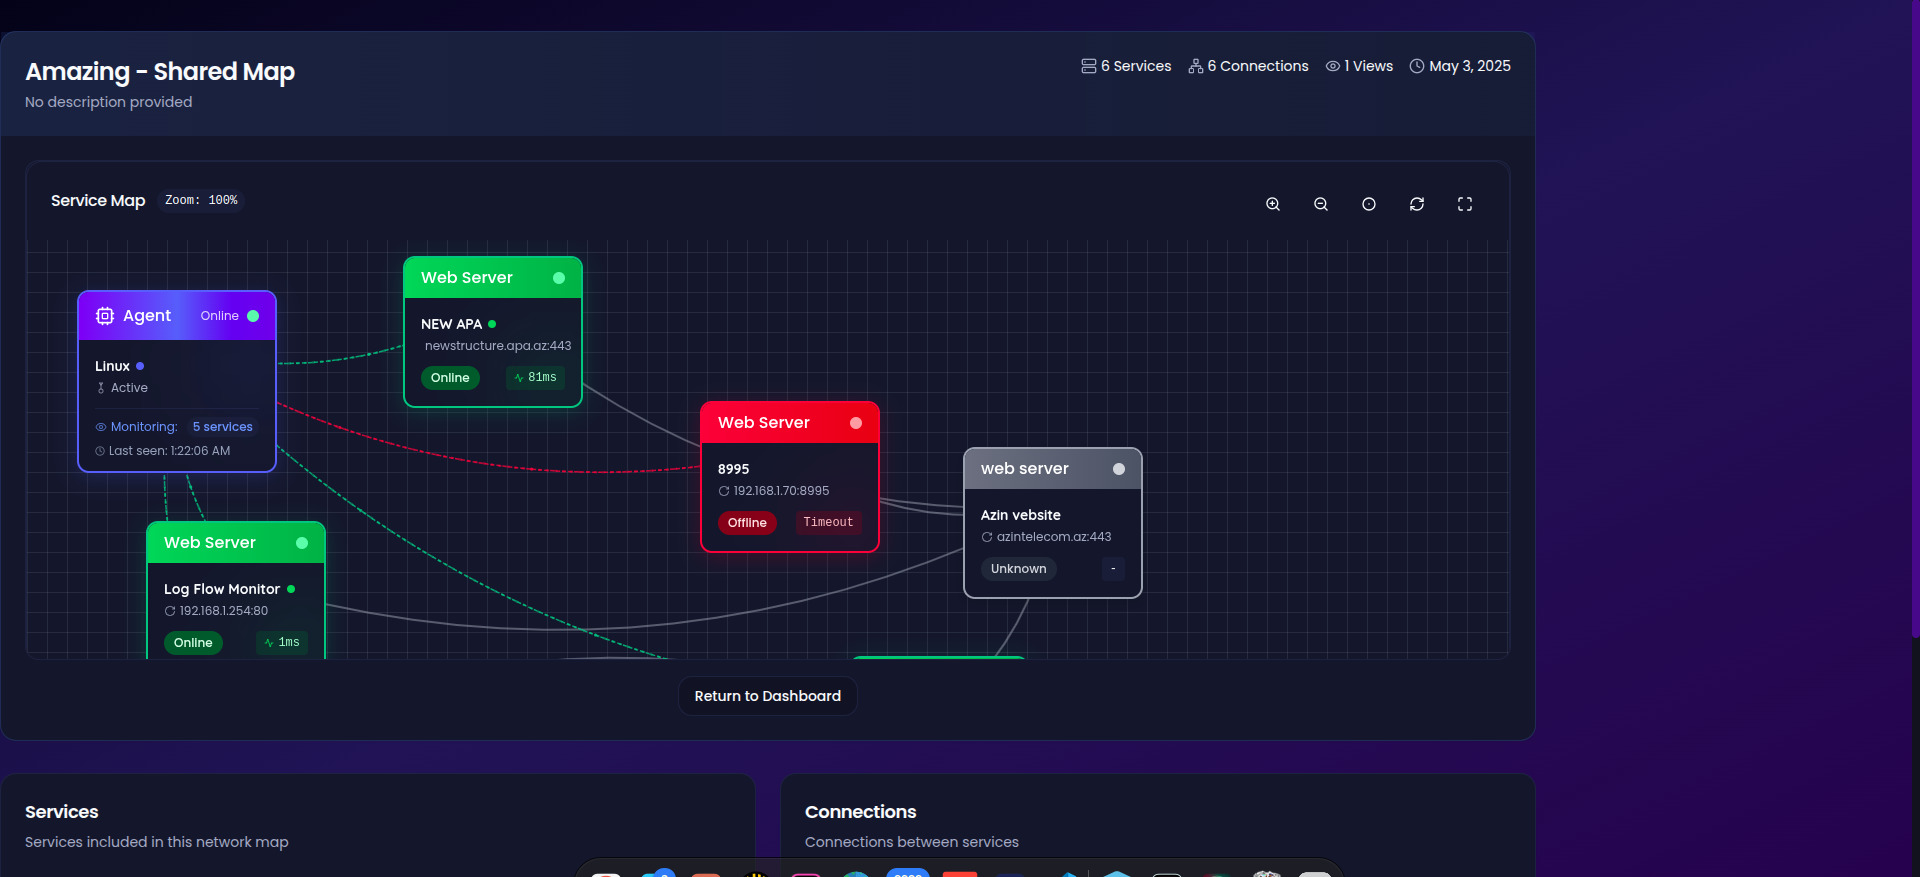 Amazing - Shared Map
No description provided
6 Services
6 Connections
1 Views
May 3, 2025
Service Map
Zoom: 100%
Web Server
NEW APA
newstructure.apa.az:443
Online
81ms
Agent
Online
Linux
Active
Monitoring:
5 services
Last seen: 1:22:06 AM
Web Server
8995
192.168.1.70:8995
Offline
Timeout
web server
Azin vebsite
azintelecom.az:443
Unknown
-
Web Server
Log Flow Monitor
192.168.1.254:80
Online
1ms
Return to Dashboard
Services
Services included in this network map
Connections
Connections between services